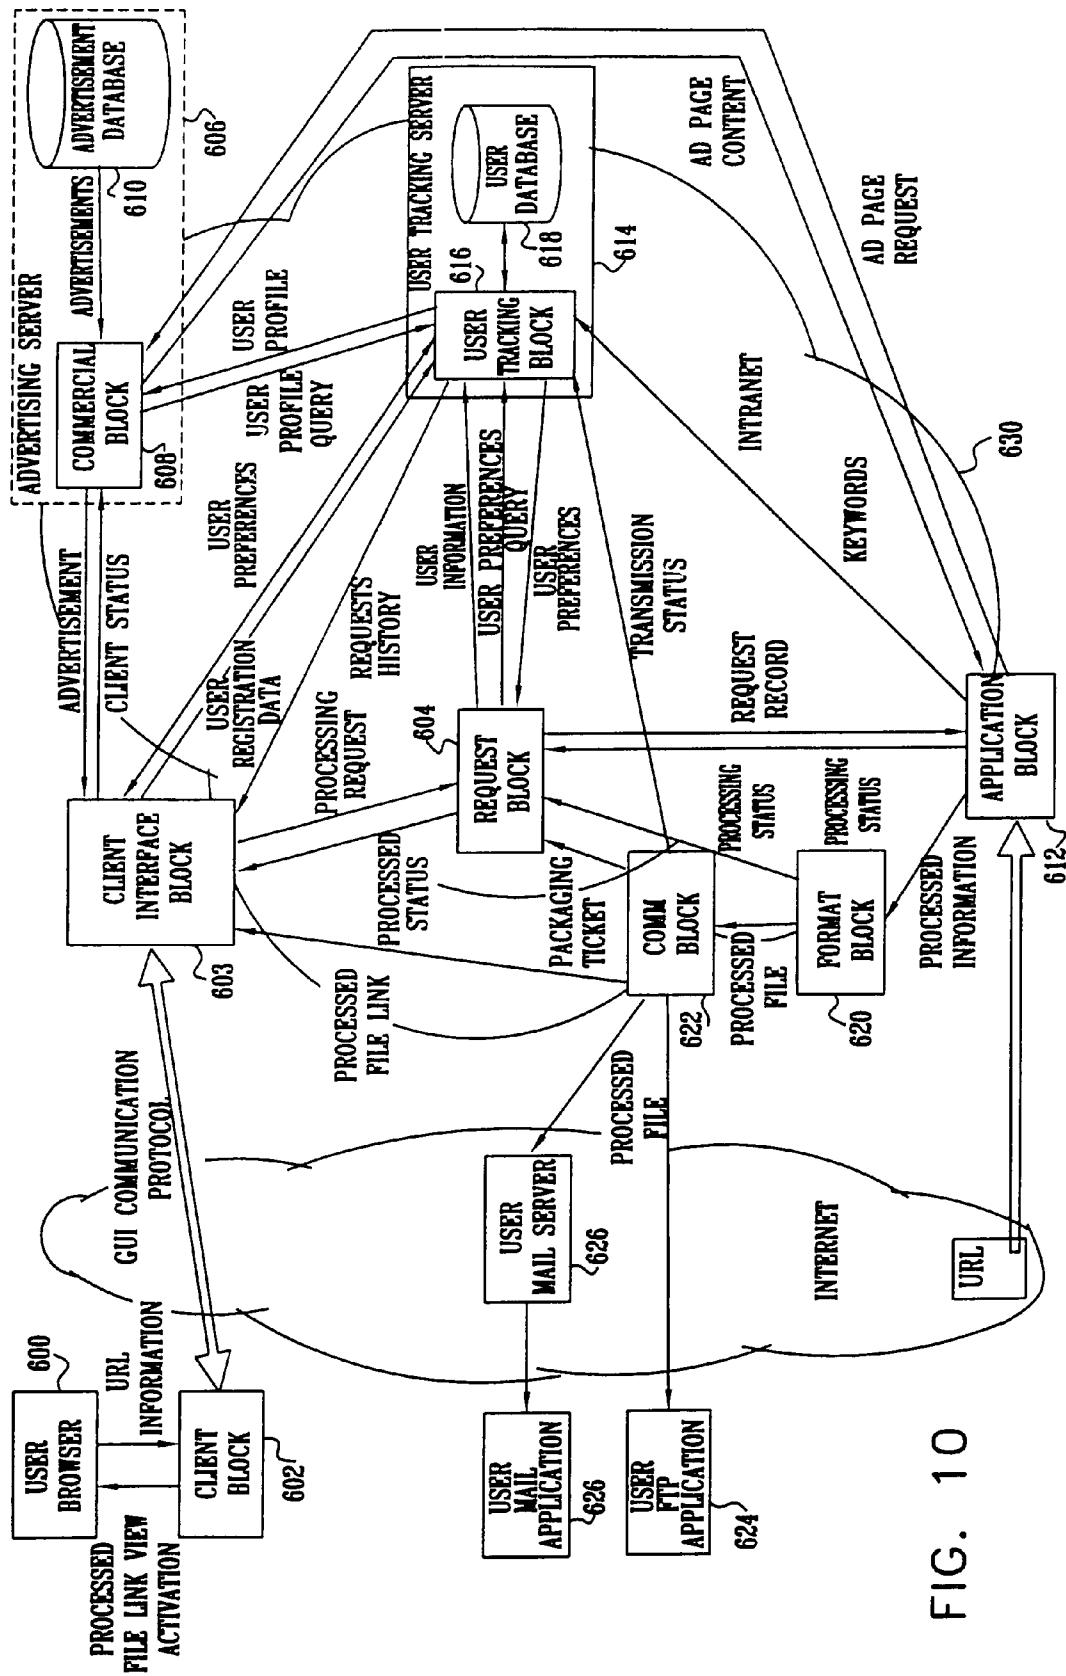 USER
BROWSER
600
PROCESSED
FILE LINK VIEW
ACTIVATION
URL
INFORMATION
CLIENT
BLOCK
602
GUI COMMUNICATION
PROTOCOL
CLIENT
INTERFACE
BLOCK
603
ADVERTISEMENT
CLIENT STATUS
ADVERTISING SERVER
COMMERCIAL
BLOCK
608
ADVERTISEMENTS
ADVERTISEMENT
DATABASE
610
606
USER
PREFERENCES
USER
REGISTRATION
DATA
REQUESTS
HISTORY
USER
PROFILE
USER
PROFILE
QUERY
USER TRACKING SERVER
616
USER
TRACKING
BLOCK
USER
DATABASE
618
614
PROCESSING
REQUEST
PROCESSED
STATUS
PROCESSED
FILE LINK
604
REQUEST
BLOCK
USER
INFORMATION
USER PREFERENCES
QUERY
USER
PREFERENCES
PACKAGING
TICKET
TRANSMISSION
STATUS
USER
MAIL SERVER
626
USER
MAIL
APPLICATION
626
PROCESSED
FILE
COMM
BLOCK
622
USER
FTP
APPLICATION
624
PROCESSED
FILE
PROCESSING
STATUS
REQUEST
RECORD
INTRANET
AD PAGE
CONTENT
INTERNET
FORMAT
BLOCK
620
PROCESSING
STATUS
KEYWORDS
AD PAGE
REQUEST
PROCESSED
INFORMATION
URL
APPLICATION
BLOCK
612
630
FIG. 10